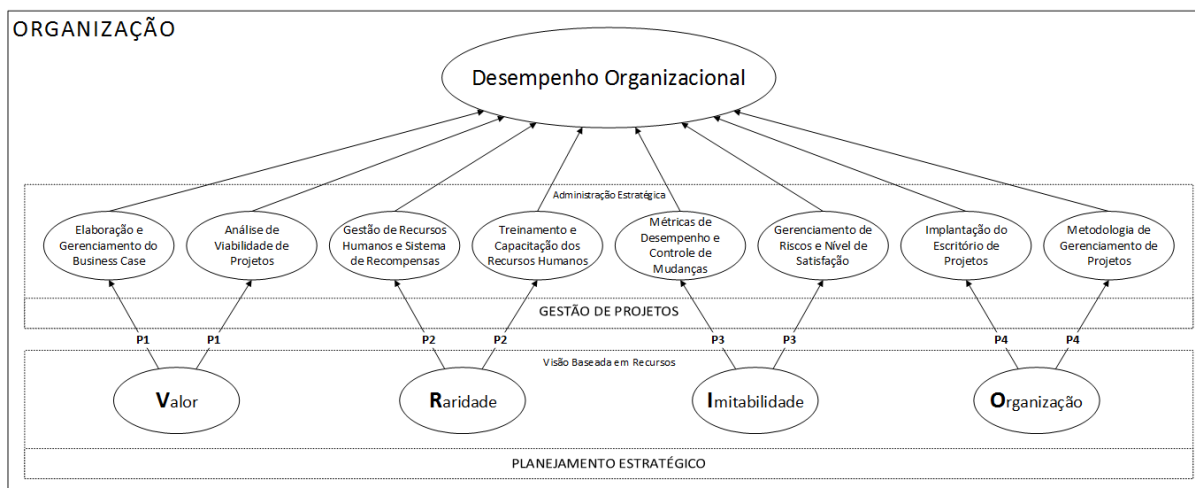 ORGANIZAÇÃO
Desempenho Organizacional
Administração Estratégica
Elaboração e
Gerenciamento do
Business Case
Análise de
Viabilidade de
Projetos
Gestão de Recursos
Humanos e Sistema
de Recompensas
Treinamento e
Capacitação dos
Recursos Humanos
Métricas de
Desempenho e
Controle de
Mudanças
Gerenciamento de
Riscos e Nível de
Satisfação
Implantação do
Escritório de
Projetos
Metodologia de
Gerenciamento de
Projetos
GESTÃO DE PROJETOS
P1
P1
P2
P2
P3
P3
P4
P4
Visão Baseada em Recursos
Valor
Raridade
Imitabilidade
Organização
PLANEJAMENTO ESTRATÉGICO